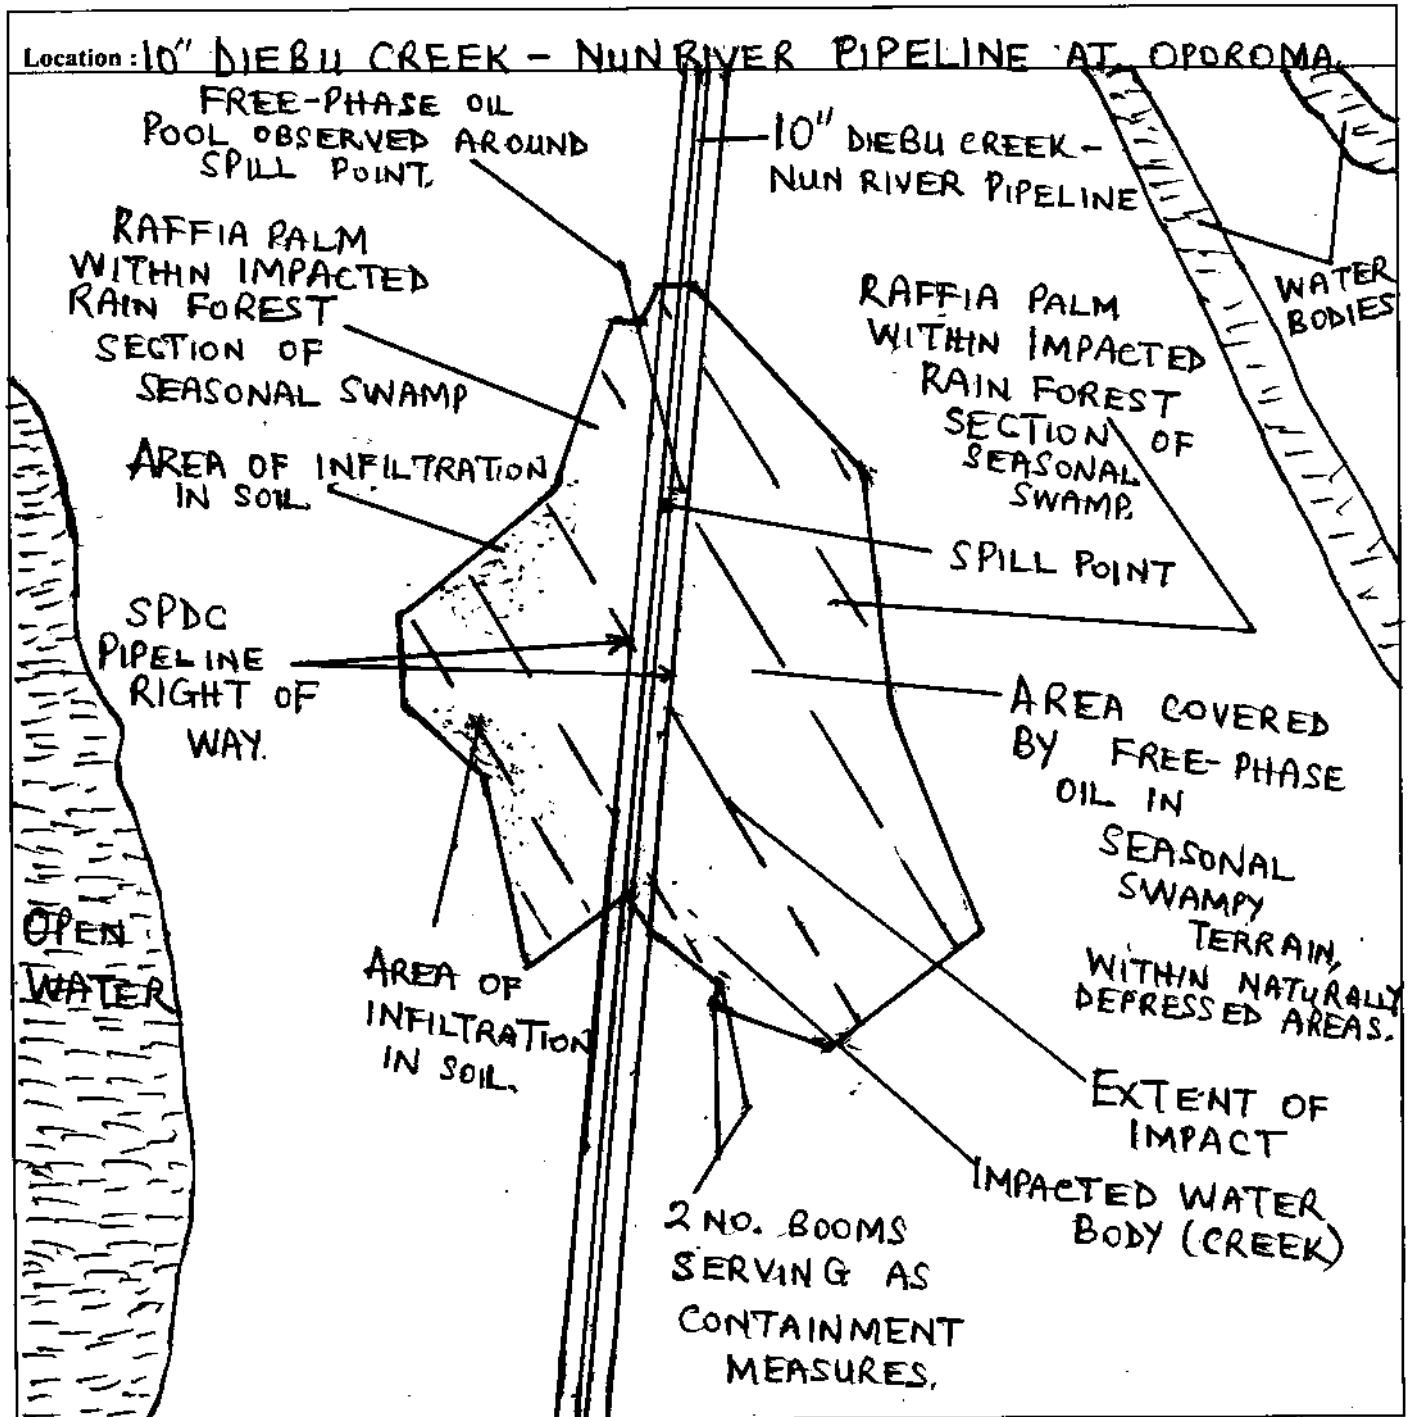 Location : 10" DIEBU CREEK - NUN RIVER PIPELINE AT OPOROMA.
FREE-PHASE OIL
POOL OBSERVED AROUND
SPILL POINT.
10" DIEBU CREEK -
NUN RIVER PIPELINE
RAFFIA PALM
WITHIN IMPACTED
RAIN FOREST
SECTION OF
SEASONAL SWAMP
WATER
BODIES
RAFFIA PALM
WITHIN IMPACTED
RAIN FOREST
SECTION OF
SEASONAL
SWAMP.
AREA OF INFILTRATION
IN SOIL.
SPILL POINT
SPDC
PIPELINE
RIGHT OF
WAY.
AREA COVERED
BY FREE-PHASE
OIL IN
SEASONAL
SWAMPY
TERRAIN,
WITHIN NATURALLY
DEPRESSED AREAS.
OPEN
WATER
AREA OF
INFILTRATION
IN SOIL.
EXTENT OF
IMPACT
IMPACTED WATER
BODY (CREEK)
2 NO. BOOMS
SERVING AS
CONTAINMENT
MEASURES.